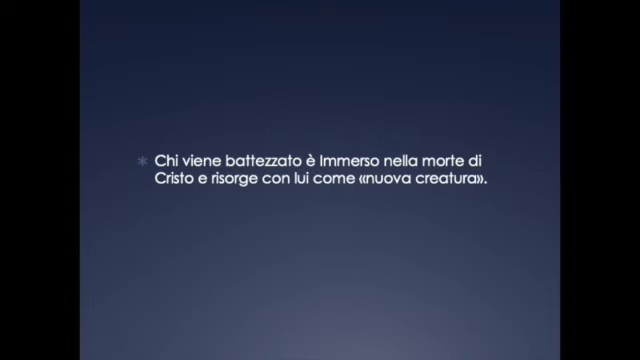 Chi viene battezzato è Immerso nella morte di
Cristo e risorge con lui come «nuova creatura».